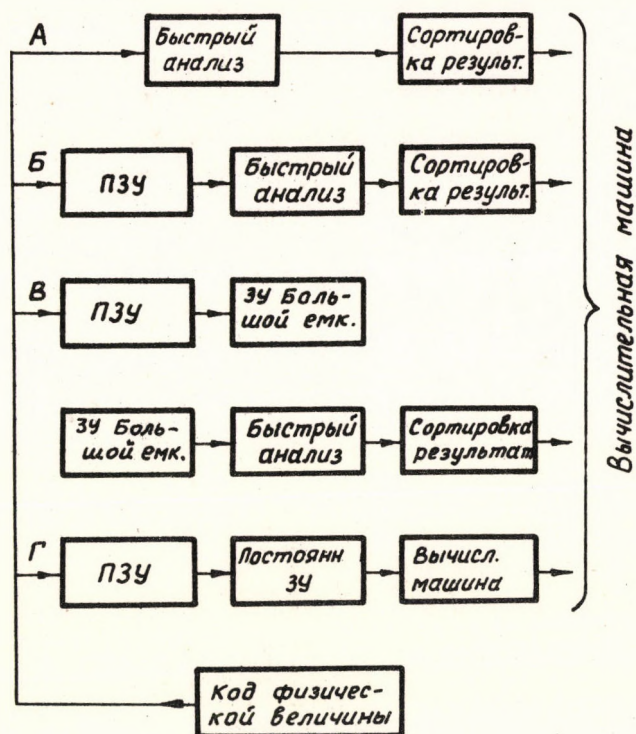 А
Быстрый
анализ
Сортиров-
ка результ.
Б
ПЗУ
Быстрый
анализ
Сортиров-
ка результ.
В
ПЗУ
ЗУ Боль-
шой емк.
ЗУ Боль-
шой емк.
Быстрый
анализ
Сортировка
результат
Г
ПЗУ
Постоянн
ЗУ
Вычисл.
машина
Код физичес-
кой величины
Вычислительная машина